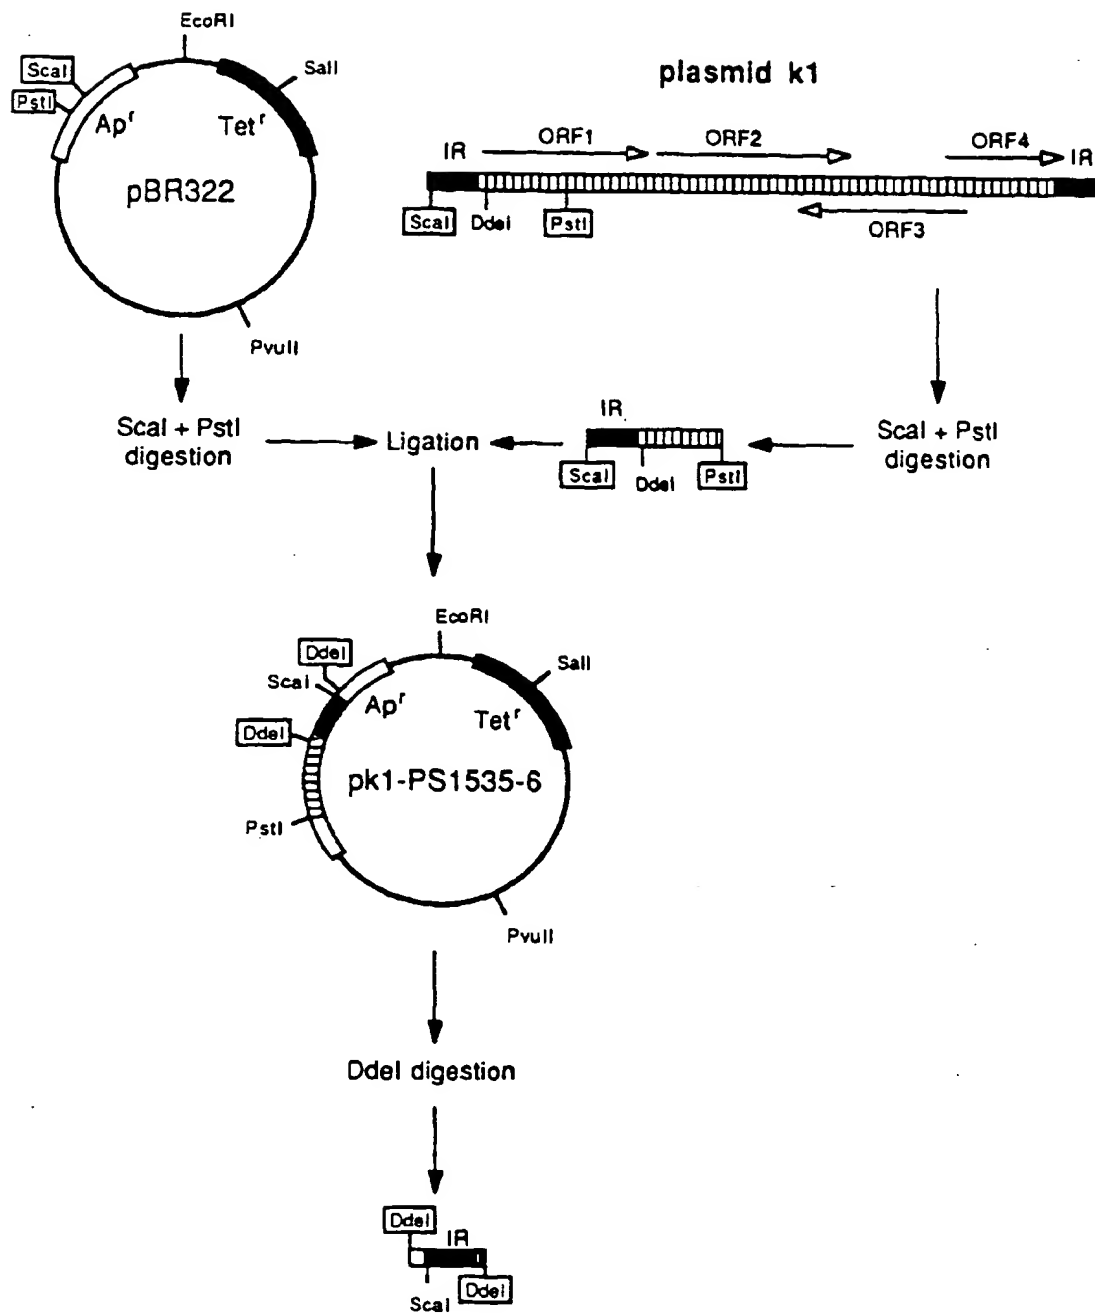 EcoRI
ScaI
PstI
SalI
Ap^r
Tet^r
pBR322
PvuII
plasmid k1
IR
ORF1
ORF2
ORF4
IR
ScaI
DdeI
PstI
ORF3
ScaI + PstI
digestion
Ligation
IR
ScaI
DdeI
PstI
ScaI + PstI
digestion
EcoRI
DdeI
ScaI
SalI
Ap^r
Tet^r
DdeI
pk1-PS1535-6
PstI
PvuII
DdeI digestion
DdeI
IR
ScaI
DdeI